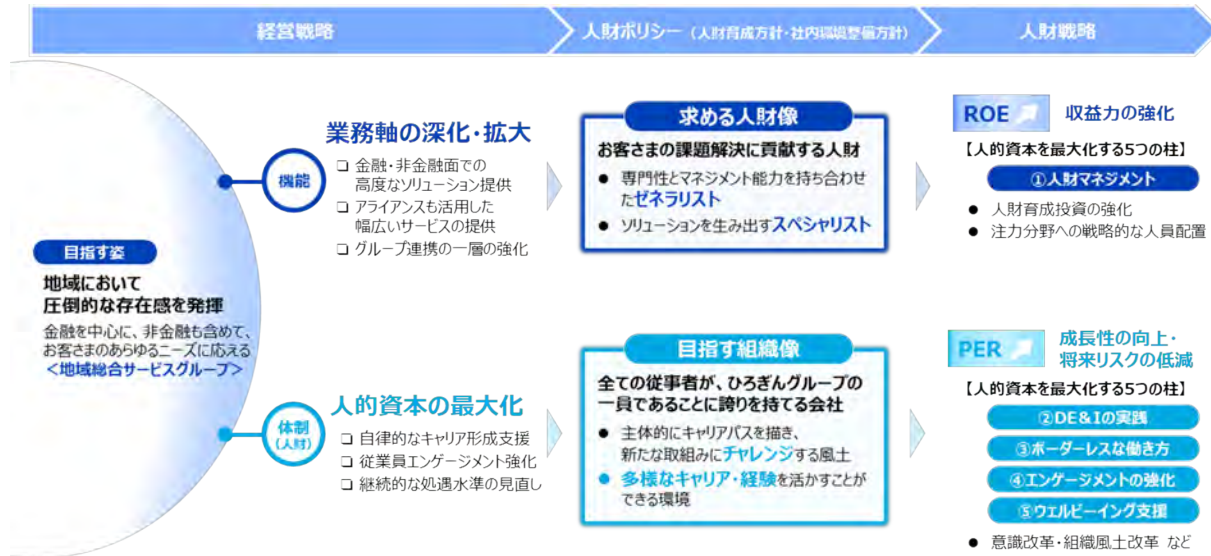 経営戦略
人財ポリシー（人財育成方針・社内環境整備方針）
人財戦略
目指す姿
地域において
圧倒的な存在感を発揮
金融を中心に、非金融も含めて、
お客さまのあらゆるニーズに応える
＜地域総合サービスグループ＞
機能
業務軸の深化・拡大
❑ 金融・非金融面での
高度なソリューション提供
❑ アライアンスも活用した
幅広いサービスの提供
❑ グループ連携の一層の強化
求める人財像
お客さまの課題解決に貢献する人財
● 専門性とマネジメント能力を持ち合わせ
たゼネラリスト
● ソリューションを生み出すスペシャリスト
ROE
収益力の強化
【人的資本を最大化する5つの柱】
①人財マネジメント
● 人財育成投資の強化
● 注力分野への戦略的な人員配置
体制
(人財)
人的資本の最大化
❑ 自律的なキャリア形成支援
❑ 従業員エンゲージメント強化
❑ 継続的な処遇水準の見直し
目指す組織像
全ての従事者が、ひろぎんグループの
一員であることに誇りを持てる会社
● 主体的にキャリアパスを描き、
新たな取組みにチャレンジする風土
● 多様なキャリア・経験を活かすことが
できる環境
PER
成長性の向上・
将来リスクの低減
【人的資本を最大化する5つの柱】
②DE&Iの実践
③ボーダーレスな働き方
④エンゲージメントの強化
⑤ウェルビーイング支援
● 意識改革・組織風土改革 など